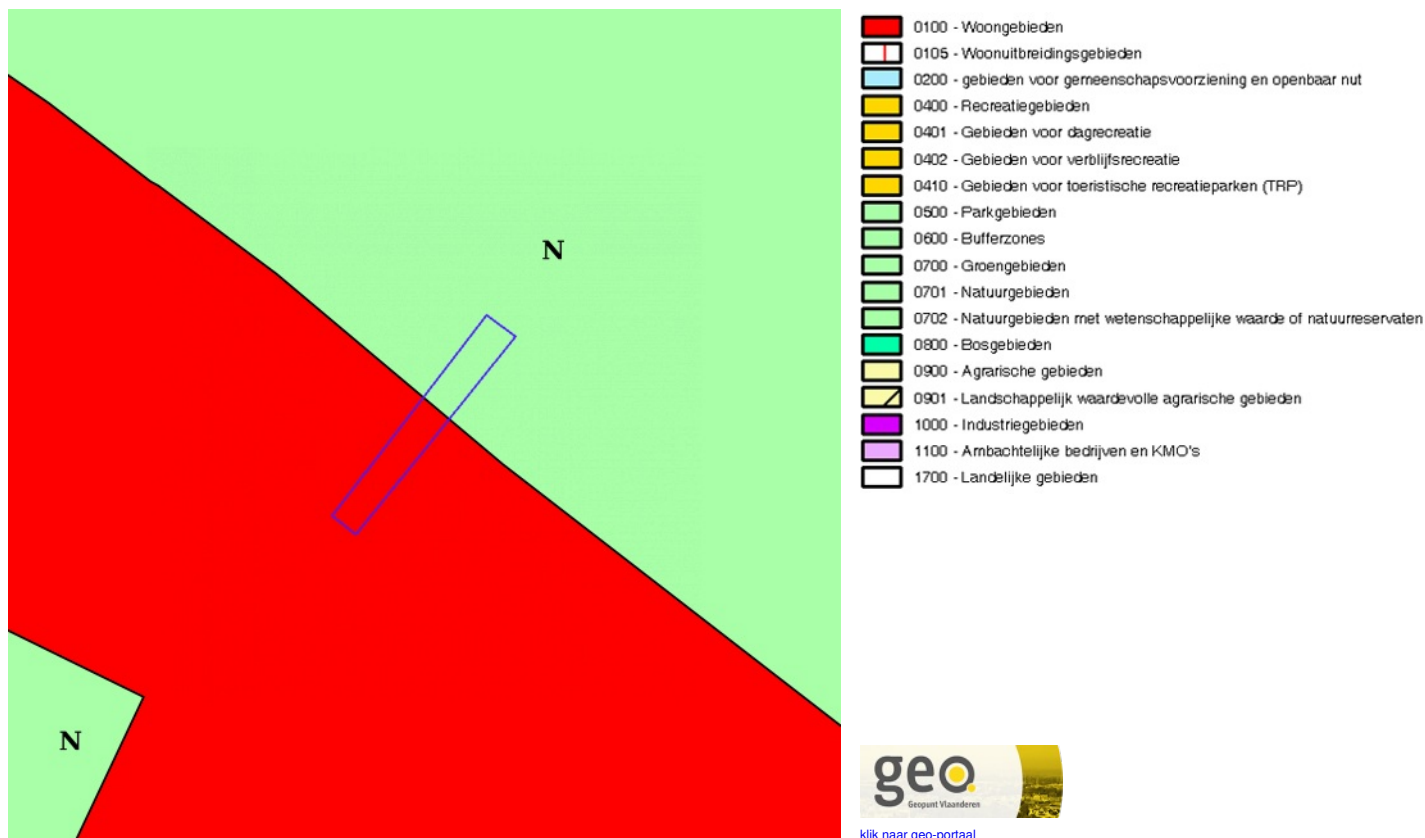 N
N
0100 - Woongebieden
0105 - Woonuitbreidingsgebieden
0200 - gebieden voor gemeenschapsvoorziening en openbaar nut
0400 - Recreatiegebieden
0401 - Gebieden voor dagrecreatie
0402 - Gebieden voor verblijfsrecreatie
0410 - Gebieden voor toeristische recreatieparken (TRP)
0500 - Parkgebieden
0600 - Bufferzones
0700 - Groengebieden
0701 - Natuurgebieden
0702 - Natuurgebieden met wetenschappelijke waarde of natuurreservaten
0800 - Bosgebieden
0900 - Agrarische gebieden
0901 - Landschappelijk waardevolle agrarische gebieden
1000 - Industriegebieden
1100 - Ambachtelijke bedrijven en KMO's
1700 - Landelijke gebieden
geo.
Geopunt Vlaanderen
klik naar geo-portaal